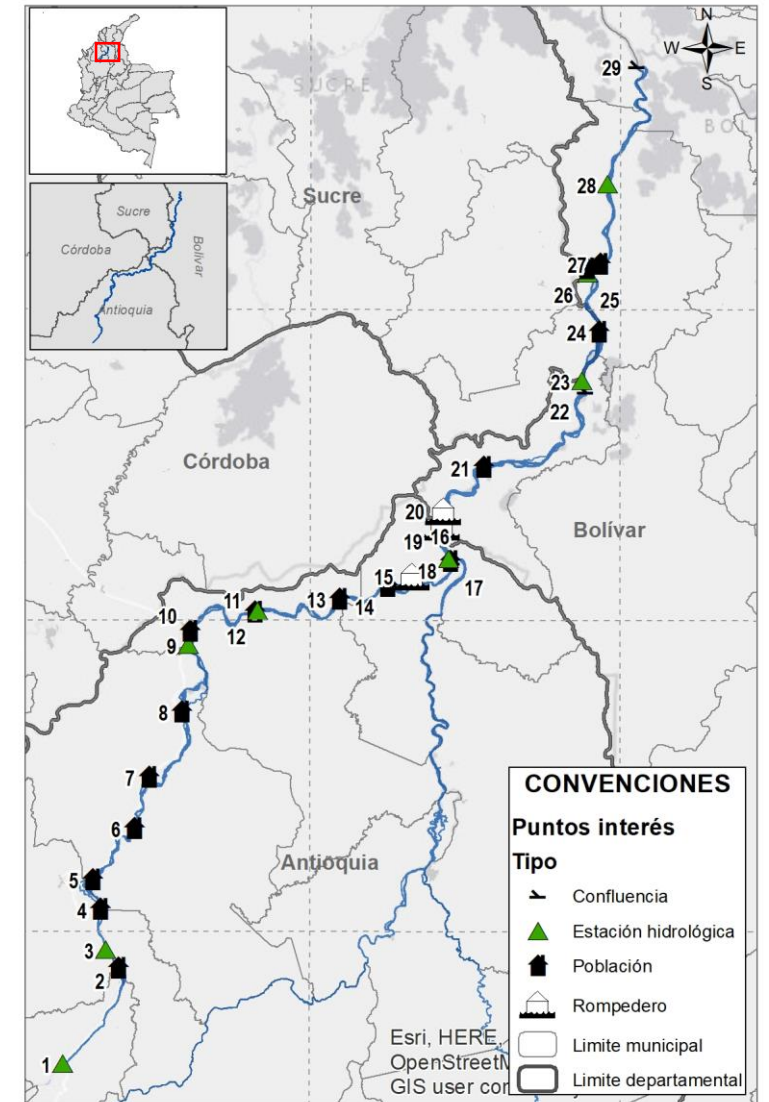 N
W E
S
SUCRE
BOL
Sucre
Sucre
Córdoba
Bolívar
Antioquia
Córdoba
Bolívar
Antioquia
29
28
27
26
25
24
23
22
21
20
19
16
18
17
15
14
13
11
12
10
9
8
7
6
5
4
3
2
1
CONVENCIONES
Puntos interés
Tipo
Confluencia
Estación hidrológica
Población
Rompedero
Limite municipal
Limite departamental
Esri, HERE,
OpenStreetM
GIS user cor